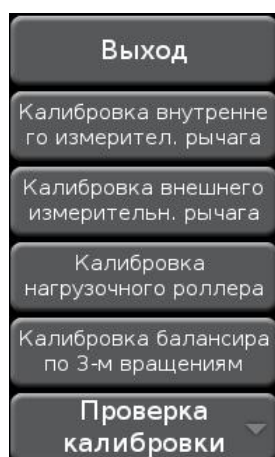 Выход
Калибровка внутренне
го измерител. рычага
Калибровка внешнего
измерительн. рычага
Калибровка
нагрузочного роллера
Калибровка балансира
по 3-м вращениям
Проверка
калибровки